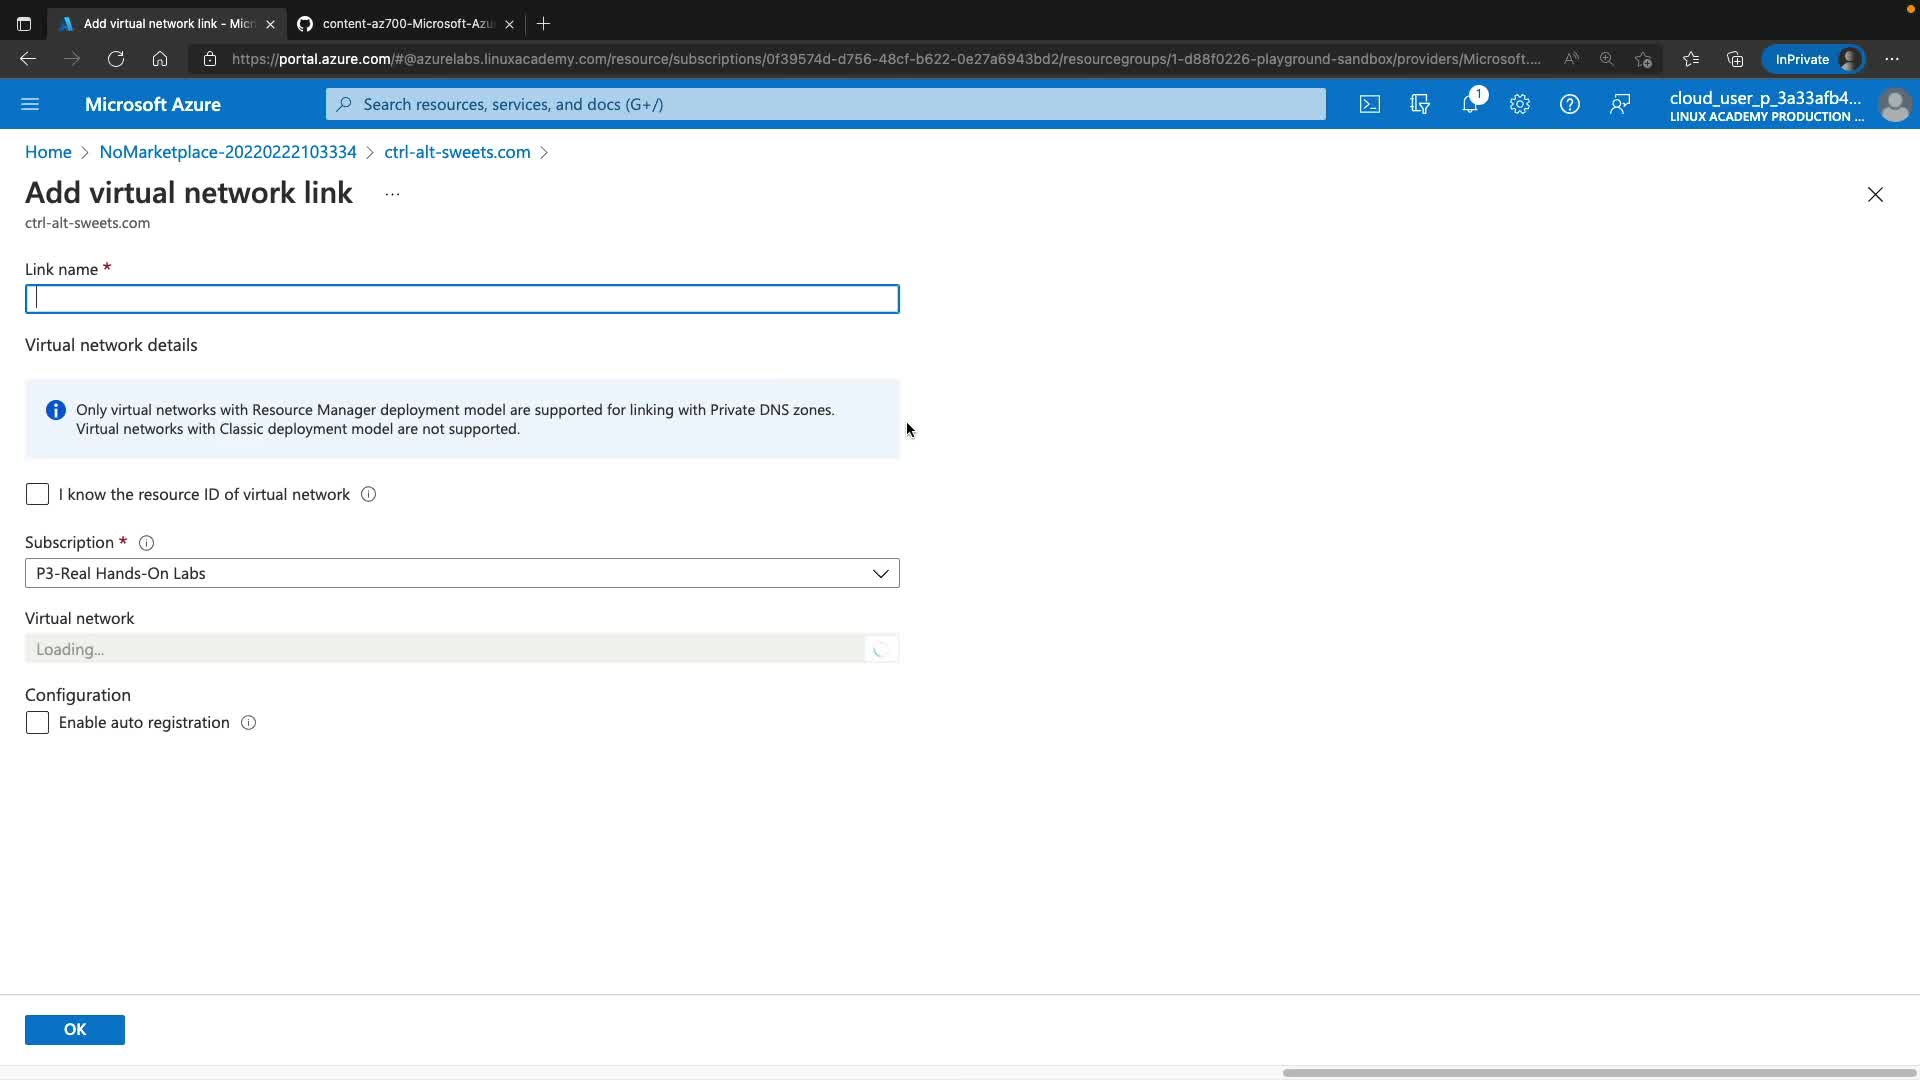 Add virtual network link - Mic
content-az700-Microsoft-Azu
https://portal.azure.com/#@azurelabs.linuxacademy.com/resource/subscriptions/0f39574d-d756-48cf-b622-0e27a6943bd2/resourcegroups/1-d88f0226-playground-sandbox/providers/Microsoft....
InPrivate
Microsoft Azure
Search resources, services, and docs (G+/)
1
cloud_user_p_3a33afb4...
LINUX ACADEMY PRODUCTION ...
Home > NoMarketplace-20220222103334 > ctrl-alt-sweets.com >
Add virtual network link ...
ctrl-alt-sweets.com
Link name *
Virtual network details
Only virtual networks with Resource Manager deployment model are supported for linking with Private DNS zones.
Virtual networks with Classic deployment model are not supported.
I know the resource ID of virtual network
Subscription *
P3-Real Hands-On Labs
Virtual network
Loading...
Configuration
Enable auto registration
OK